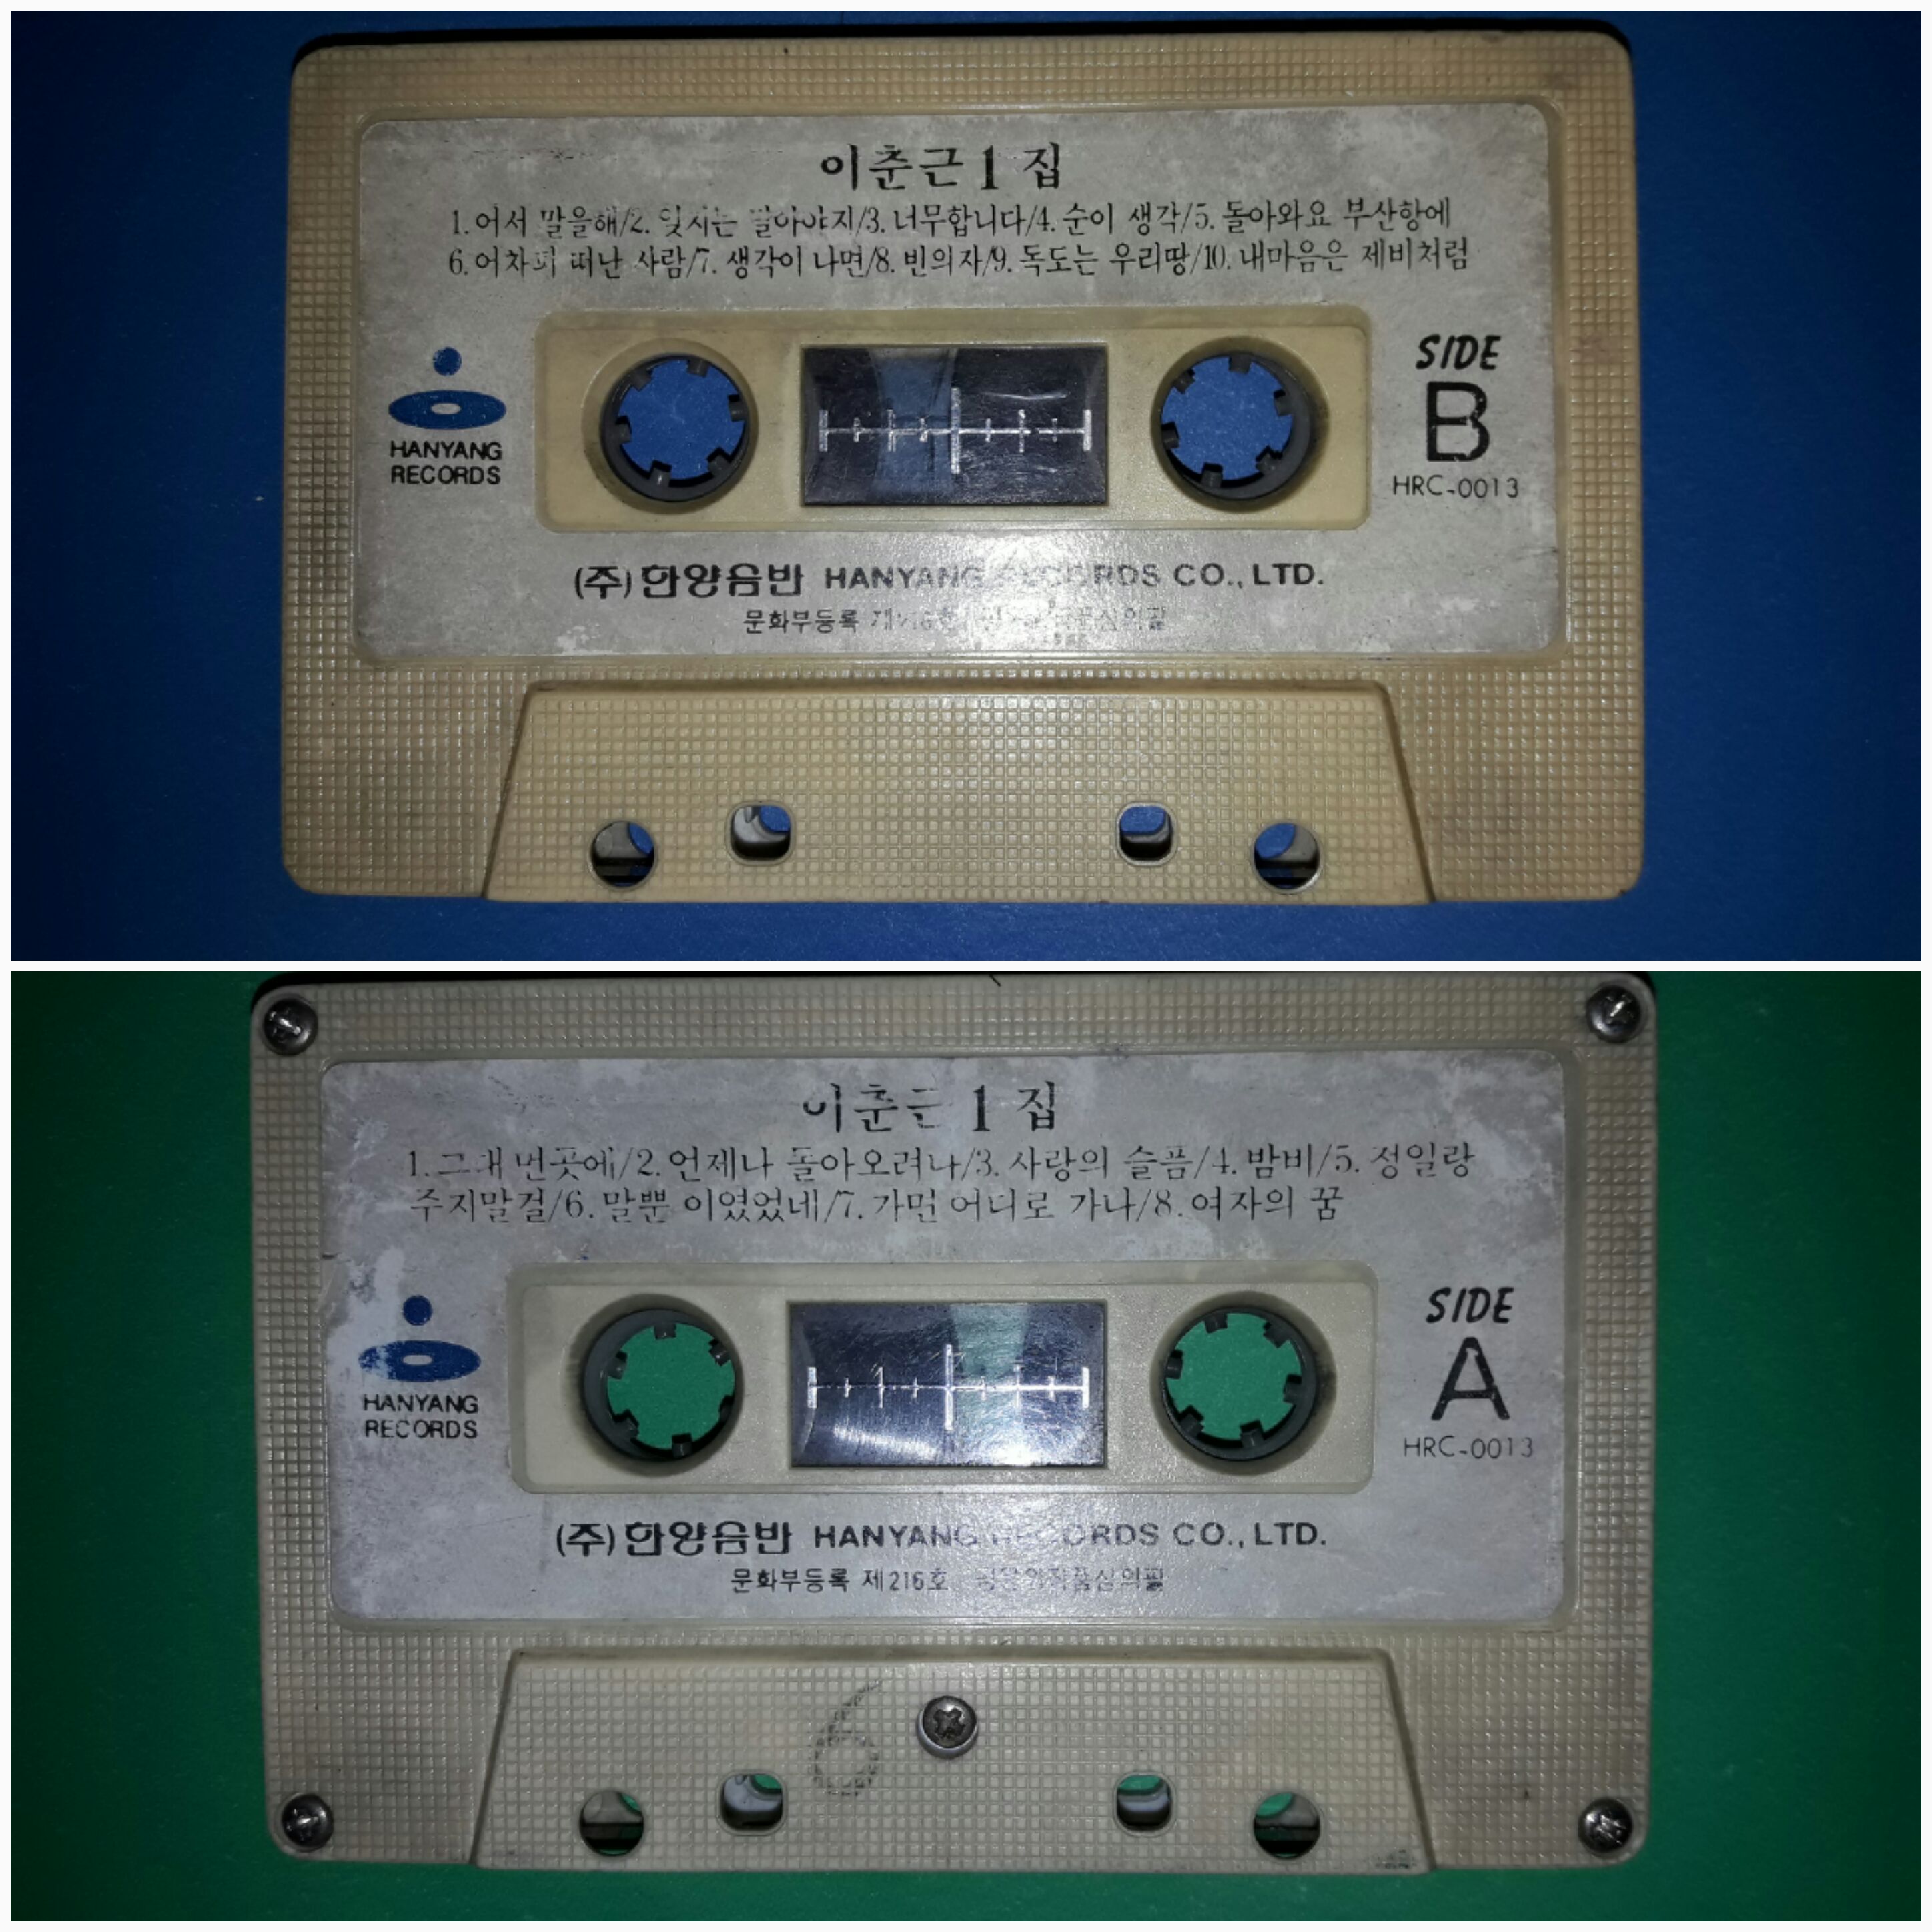 이춘근 1 집
1. 어서 말을해/2. 잊지는 말아야지/3. 너무합니다/4. 순이 생각/5. 돌아와요 부산항에
6. 어차피 떠난 사람/7. 생각이 나면/8. 빈의자/9. 독도는 우리땅/10. 내마음은 제비처럼
HANYANG
RECORDS
SIDE
B
HRC-0013
(주)한양음반 HANYANG RECORDS CO., LTD.
문화부등록
이춘근 1 집
1. 그대 먼곳에/2. 언제나 돌아오려나/3. 사랑의 슬픔/4. 밤비/5. 정일랑
주지말걸/6. 말뿐 이였었네/7. 가면 어디로 가나/8. 여자의 꿈
HANYANG
RECORDS
SIDE
A
HRC-0013
(주)한양음반 HANYANG RECORDS CO., LTD.
문화부등록 제216호
6